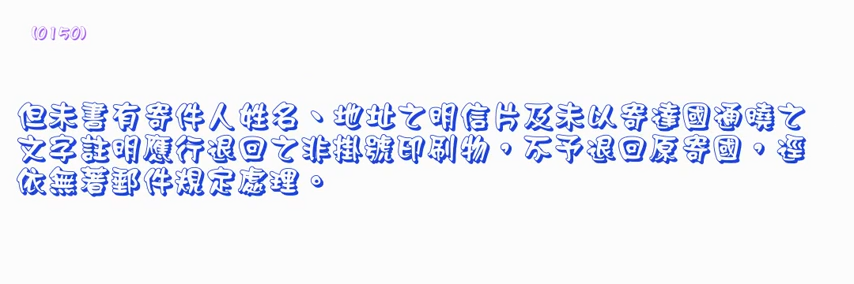 (0150)
但未書有寄件人姓名、地址之明信片及未以寄達國通曉之
文字註明應行退回之非掛號印刷物，不予退回原寄國，逕
依無著郵件規定處理。